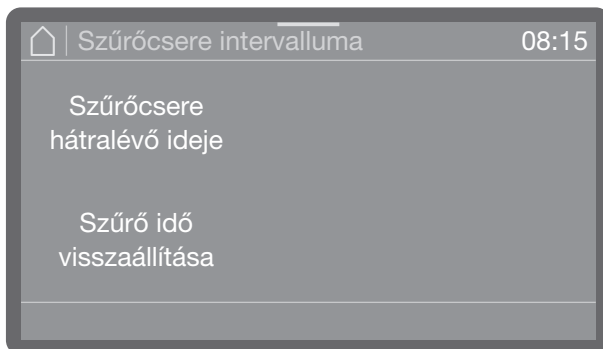 Szűrőcsere intervalluma 08:15
Szűrőcsere
hátralévő ideje
Szűrő idő
visszaállítása